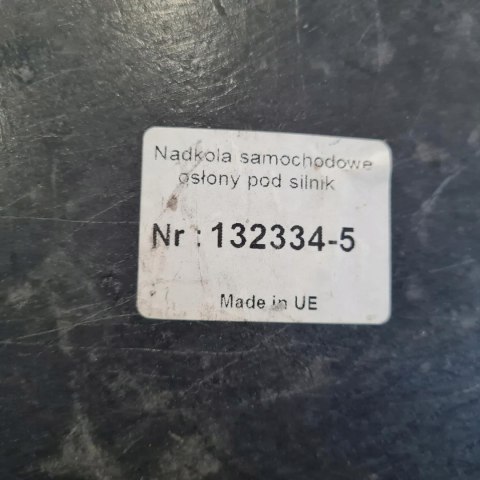 Nadkola samochodowe
osłony pod silnik
Nr : 132334-5
Made in UE